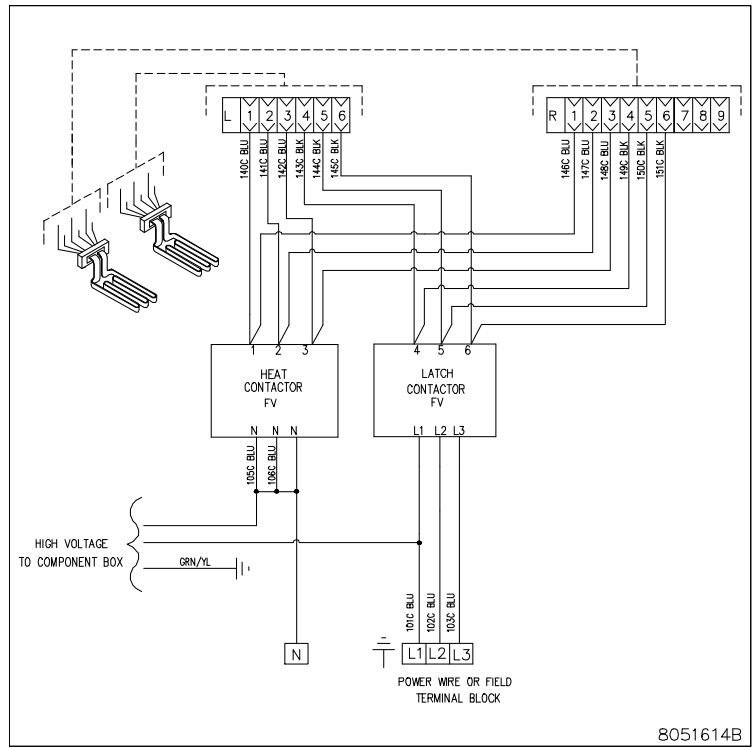 L 1 2 3 4 5 6
R 1 2 3 4 5 6 7 8 9
140C BLU
141C BLU
142C BLU
143C BLK
144C BLK
145C BLK
146C BLU
147C BLU
148C BLU
149C BLK
150C BLK
151C BLK
1 2 3
HEAT
CONTACTOR
FV
N N N
4 5 6
LATCH
CONTACTOR
FV
L1 L2 L3
105C BLU
106C BLU
HIGH VOLTAGE
TO COMPONENT BOX
GRN/YL
101C BLU
102C BLU
103C BLU
N
L1 L2 L3
POWER WIRE OR FIELD
TERMINAL BLOCK
8051614B